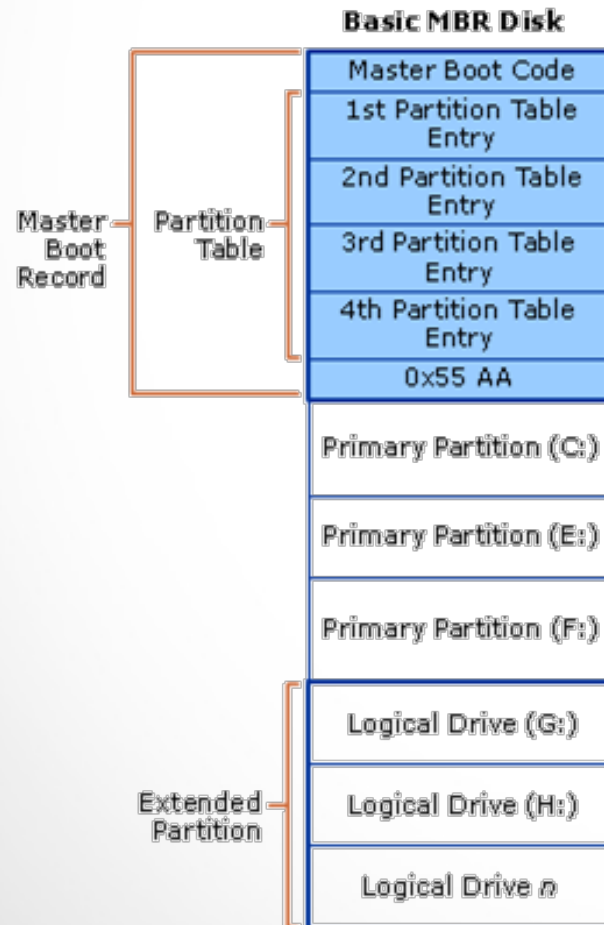 Basic MBR Disk
Master Boot Code
1st Partition Table
Entry
2nd Partition Table
Entry
3rd Partition Table
Entry
4th Partition Table
Entry
0x55 AA
Master
Boot
Record
Partition
Table
Primary Partition (C:)
Primary Partition (E:)
Primary Partition (F:)
Logical Drive (G:)
Logical Drive (H:)
Logical Drive n
Extended
Partition